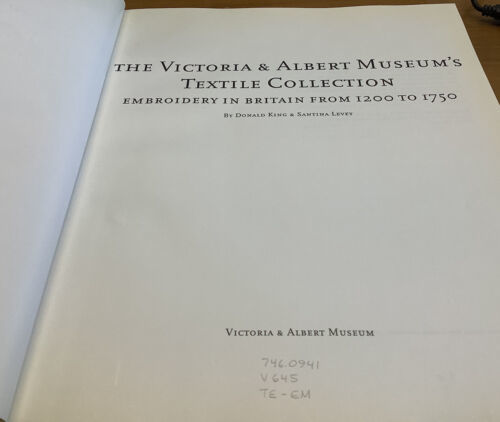 THE VICTORIA & ALBERT MUSEUM'S
TEXTILE COLLECTION
EMBROIDERY IN BRITAIN FROM 1200 TO 1750
BY DONALD KING & SANTINA LEVEY
VICTORIA & ALBERT MUSEUM
746.0941
V645
TE-EM